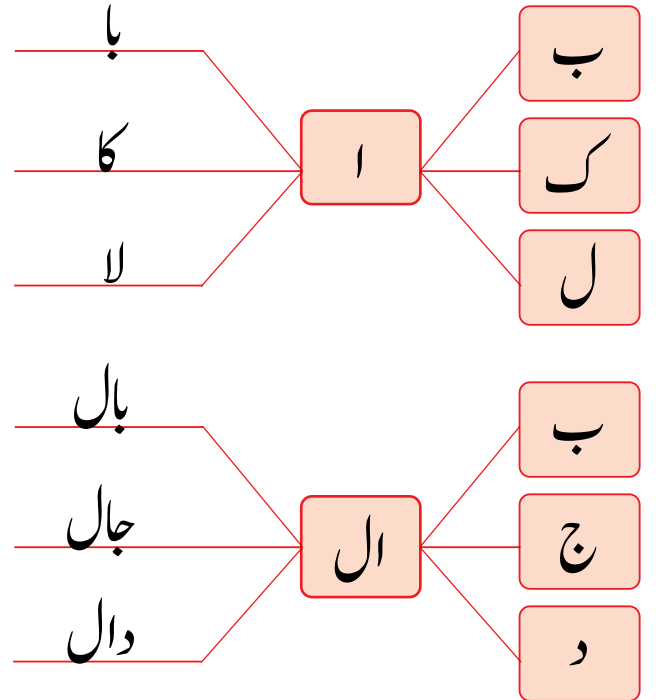 ب
ک
ل
ا
با
کا
لا
ب
ج
د
ال
بال
جال
دال